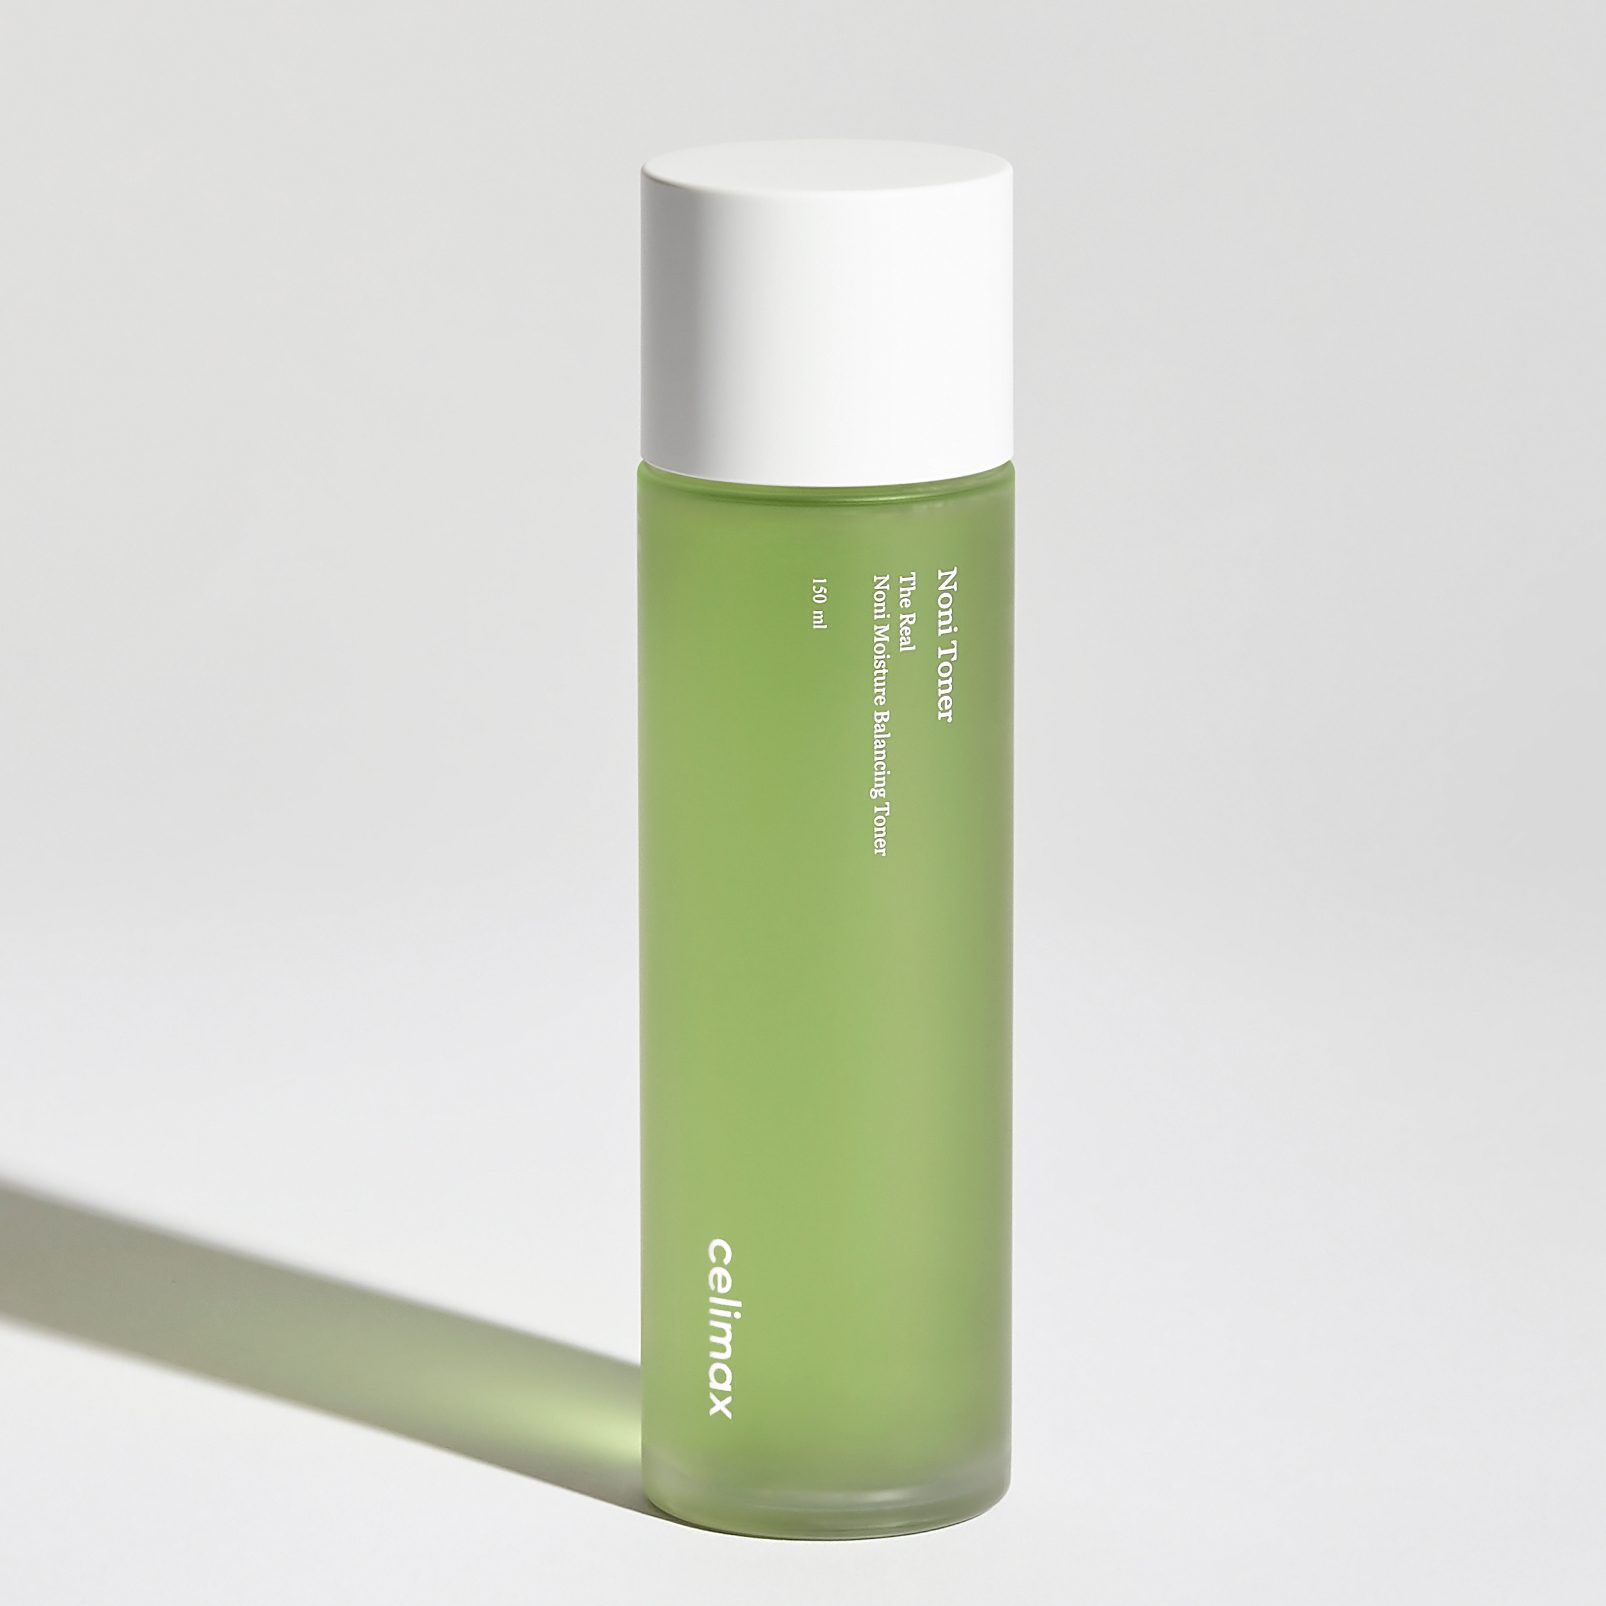 Noni Toner
The Real
Noni Moisture Balancing Toner
150 ml
celimax